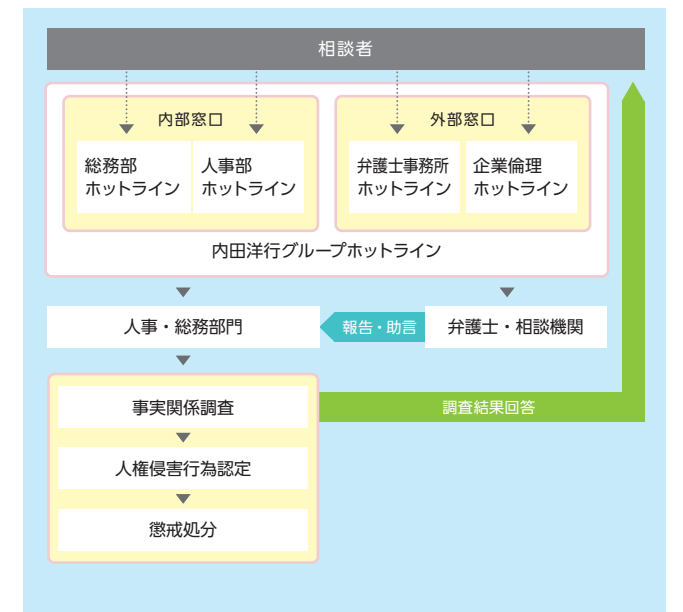 相談者
内部窓口
総務部
ホットライン
人事部
ホットライン
外部窓口
弁護士事務所
ホットライン
企業倫理
ホットライン
内田洋行グループホットライン
人事・総務部門
報告・助言
弁護士・相談機関
事実関係調査
調査結果回答
人権侵害行為認定
懲戒処分